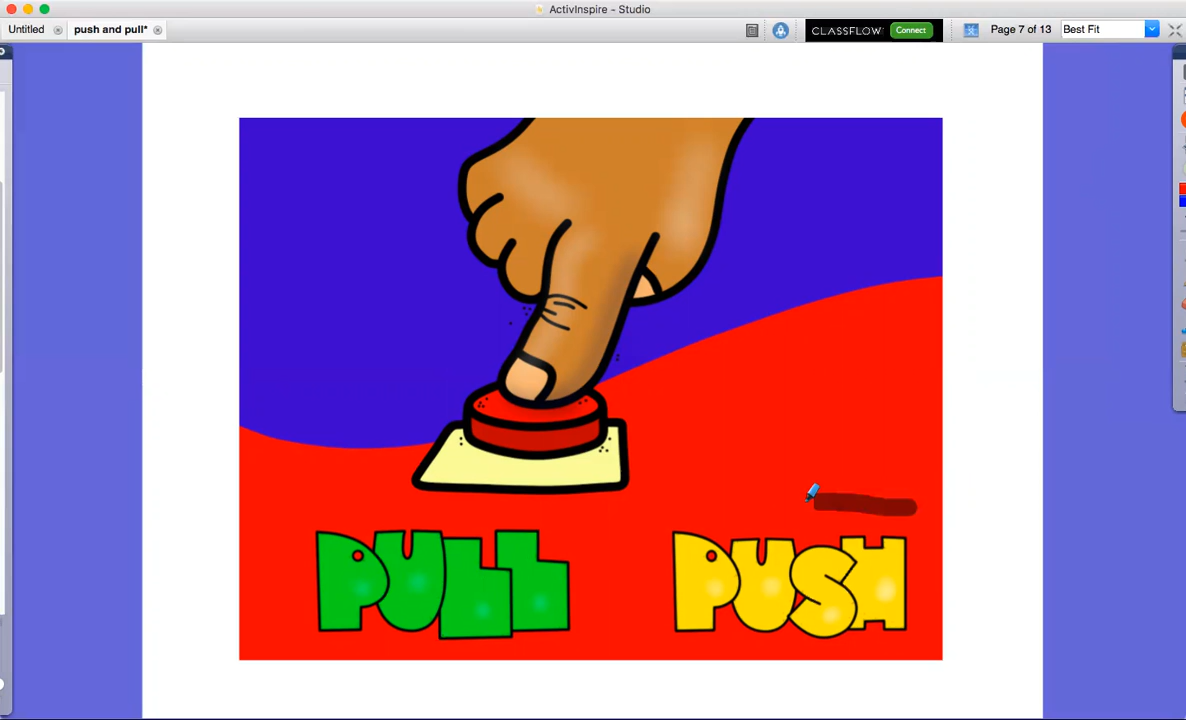 ActivInspire - Studio
Untitled
push and pull*
CLASSFLOW Connect
Page 7 of 13
Best Fit
PULL PUSH